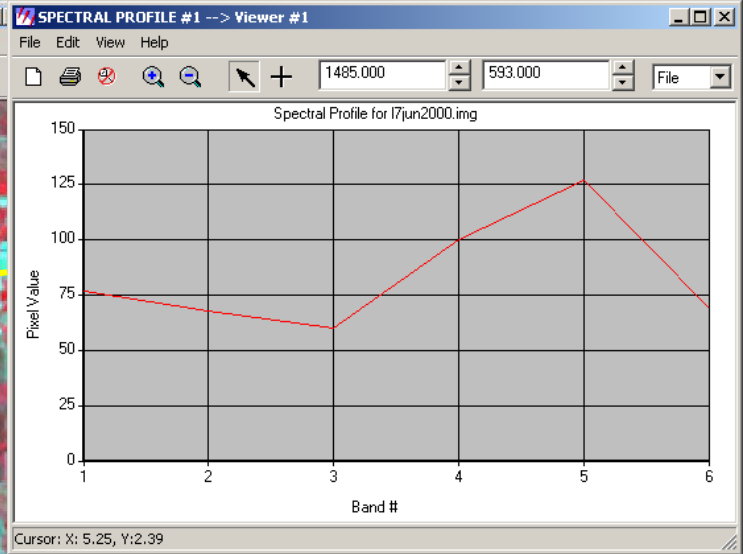 SPECTRAL PROFILE #1 --> Viewer #1
File Edit View Help
1485.000 593.000 File
Spectral Profile for l7jun2000.img
150
125
100
75
50
25
0
Pixel Value
1 2 3 4 5 6
Band #
Cursor: X: 5.25, Y:2.39